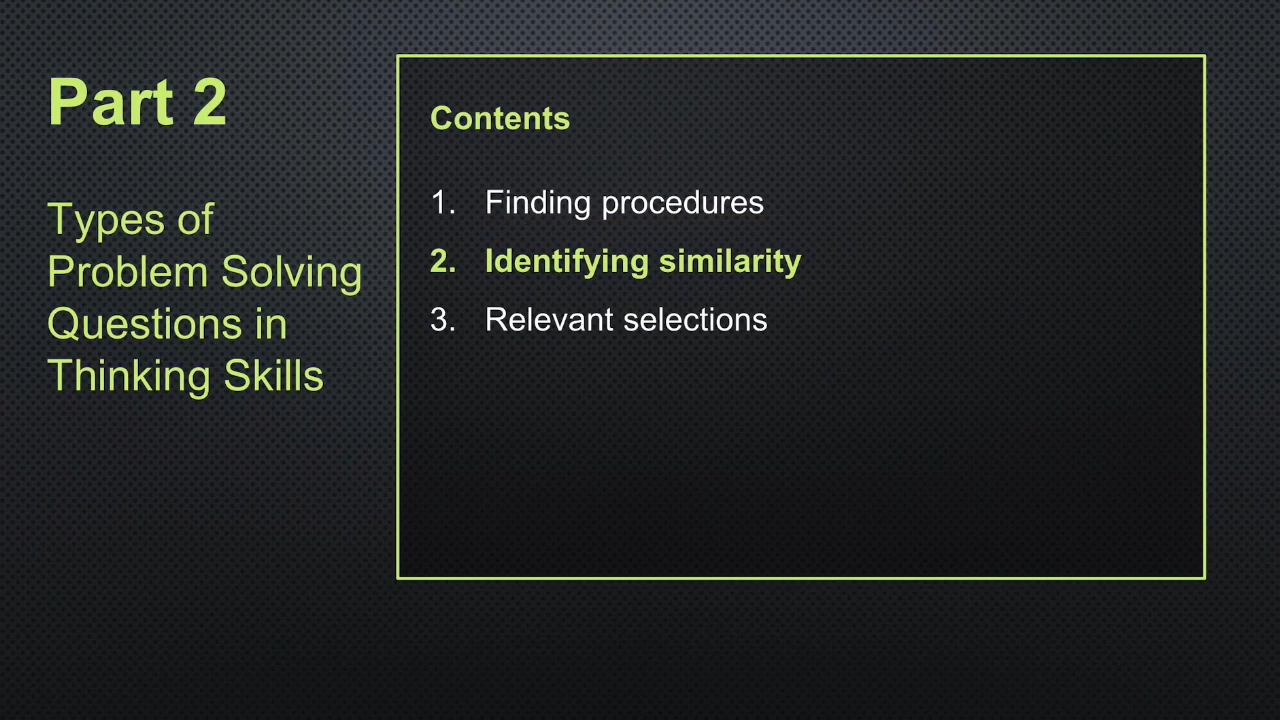 Part 2
Types of
Problem Solving
Questions in
Thinking Skills
Contents
1. Finding procedures
2. Identifying similarity
3. Relevant selections